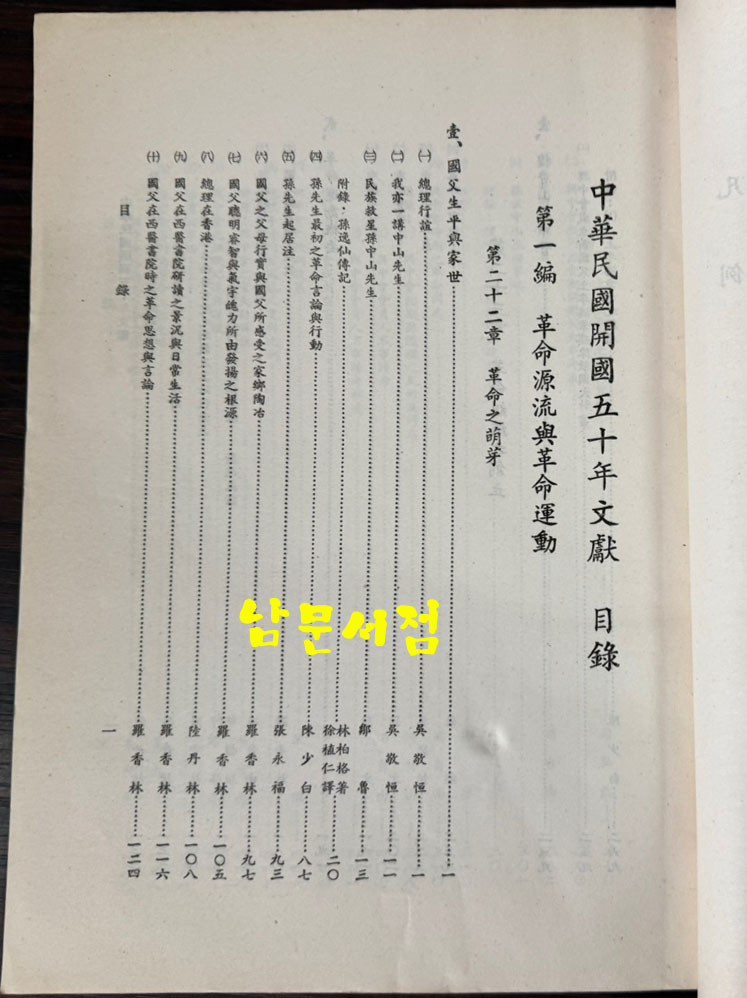 中華民國開國五十年文獻 目錄
第一編 革命源流與革命運動
第二十二章 革命之萌芽
壹、國父生平與家世……一
㈠ 總理行誼……吳敬恒……一
㈡ 我亦一講中山先生……吳敬恒……一一
㈢ 民族救星孫中山先生……鄒魯……一三
附錄·孫逸仙傳記……林柏格著 徐植仁譯……二〇
㈣ 孫先生最初之革命言論與行動……陳少白……八七
㈤ 孫先生起居注……張永福……九三
㈥ 國父之父母行實與國父所感受之家鄉陶冶……羅香林……九七
㈦ 國父聰明睿智與氣宇魄力所由發揚之根源……羅香林……一〇五
㈧ 總理在香港……陸丹林……一〇八
㈨ 國父在西醫書院研讀之景況與日常生活……羅香林……一一六
㈩ 國父在西醫書院時之革命思想與言論……羅香林……一二四
目錄
一
남문서점
凡例